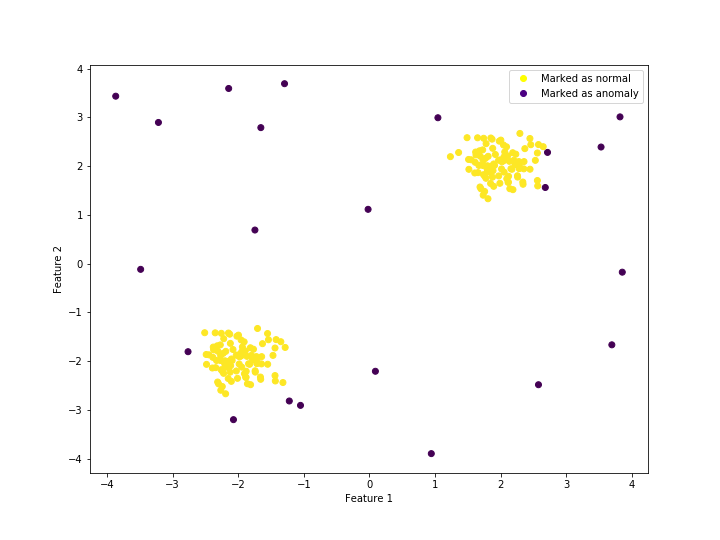 4
3
2
1
0
−1
−2
−3
−4
Feature 2
Marked as normal
Marked as anomaly
−4 −3 −2 −1 0 1 2 3 4
Feature 1